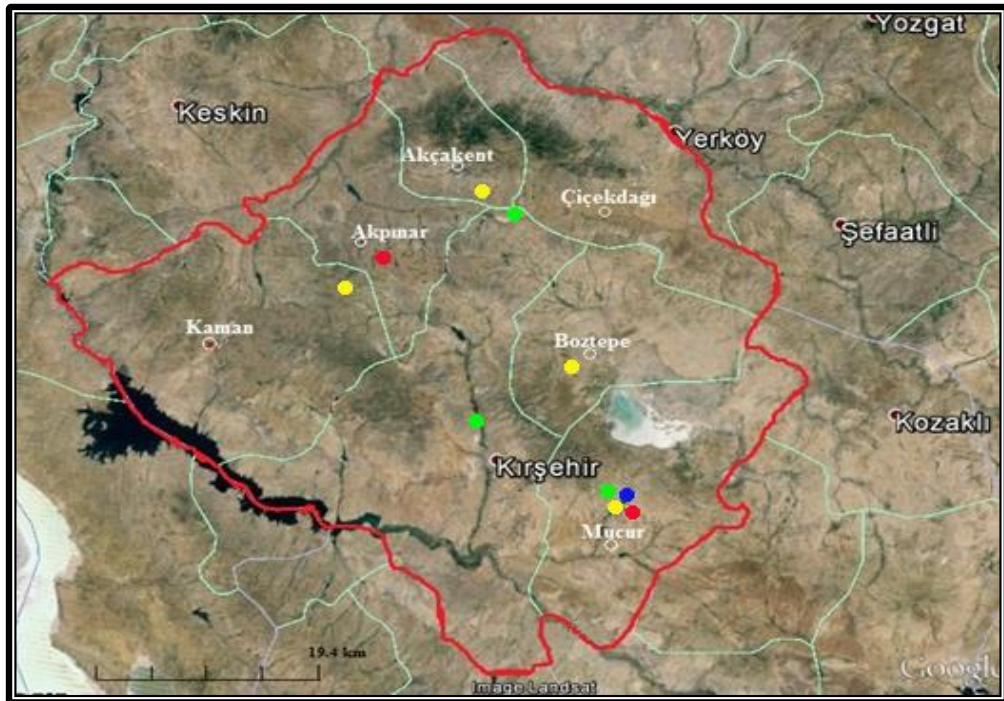 Yozgat
Keskin
Yerköy
Akçakent
Çiçekdağı
Şefaatli
Akpınar
Kaman
Boztepe
Kozaklı
Kırşehir
Mucur
19.4 km
Google
Image Landsat